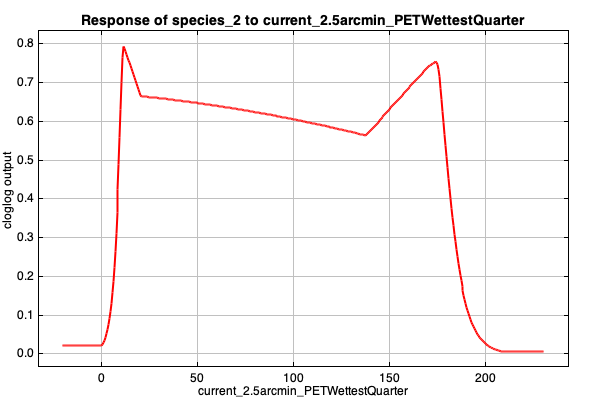 Response of species_2 to current_2.5arcmin_PETWettestQuarter
0.8
0.7
0.6
0.5
0.4
0.3
0.2
0.1
0.0
cloglog output
0 50 100 150 200
current_2.5arcmin_PETWettestQuarter